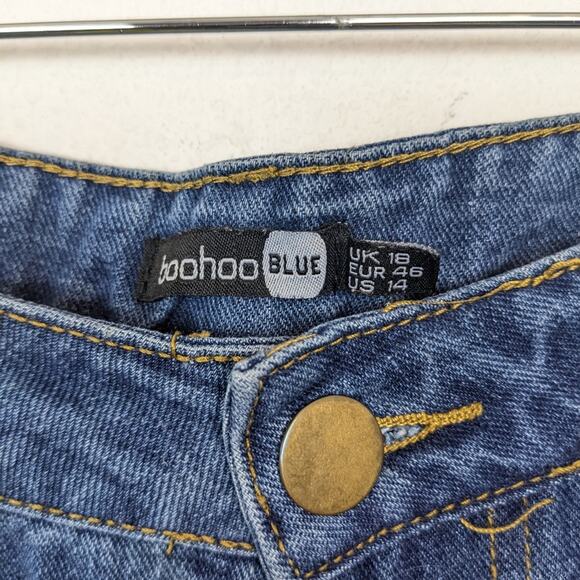 boohoo BLUE
UK 18
EUR 46
US 14